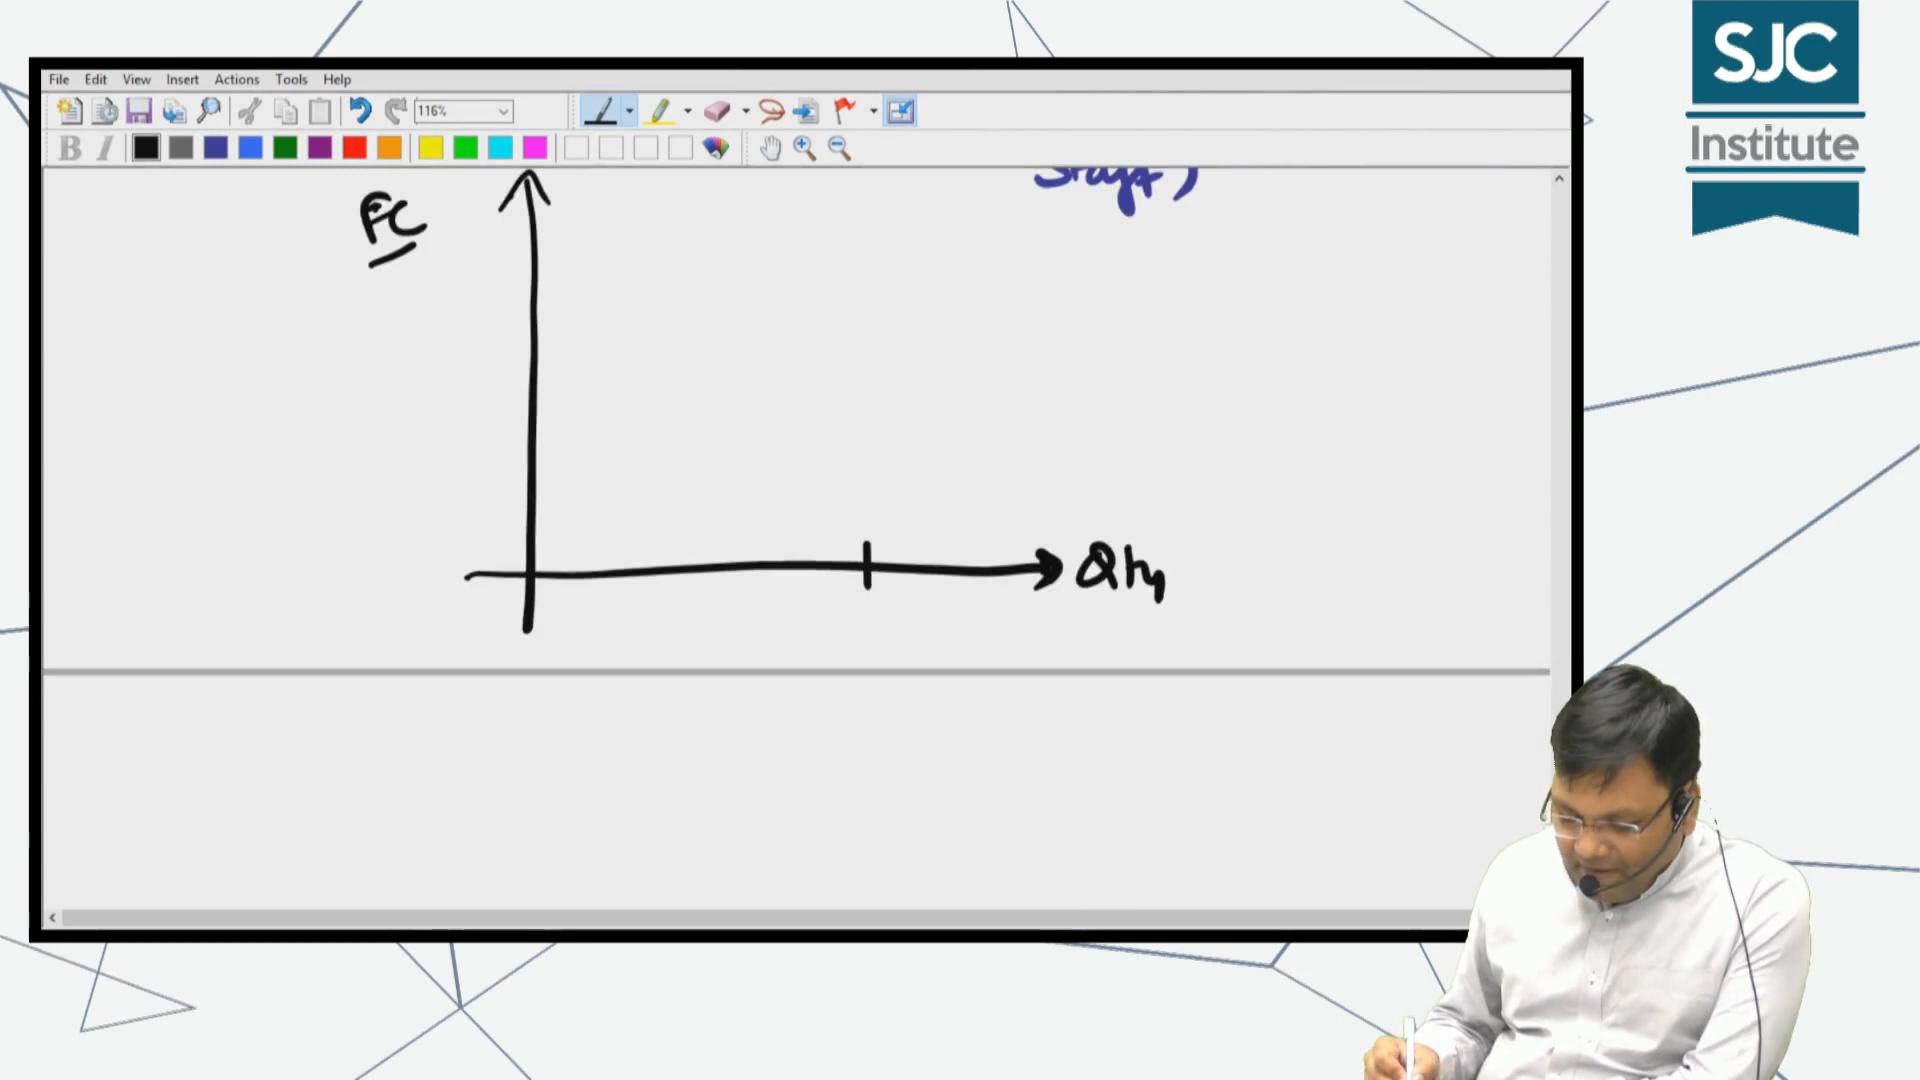 SJC
Institute
File Edit View Insert Actions Tools Help
116%
B I
FC
Qty